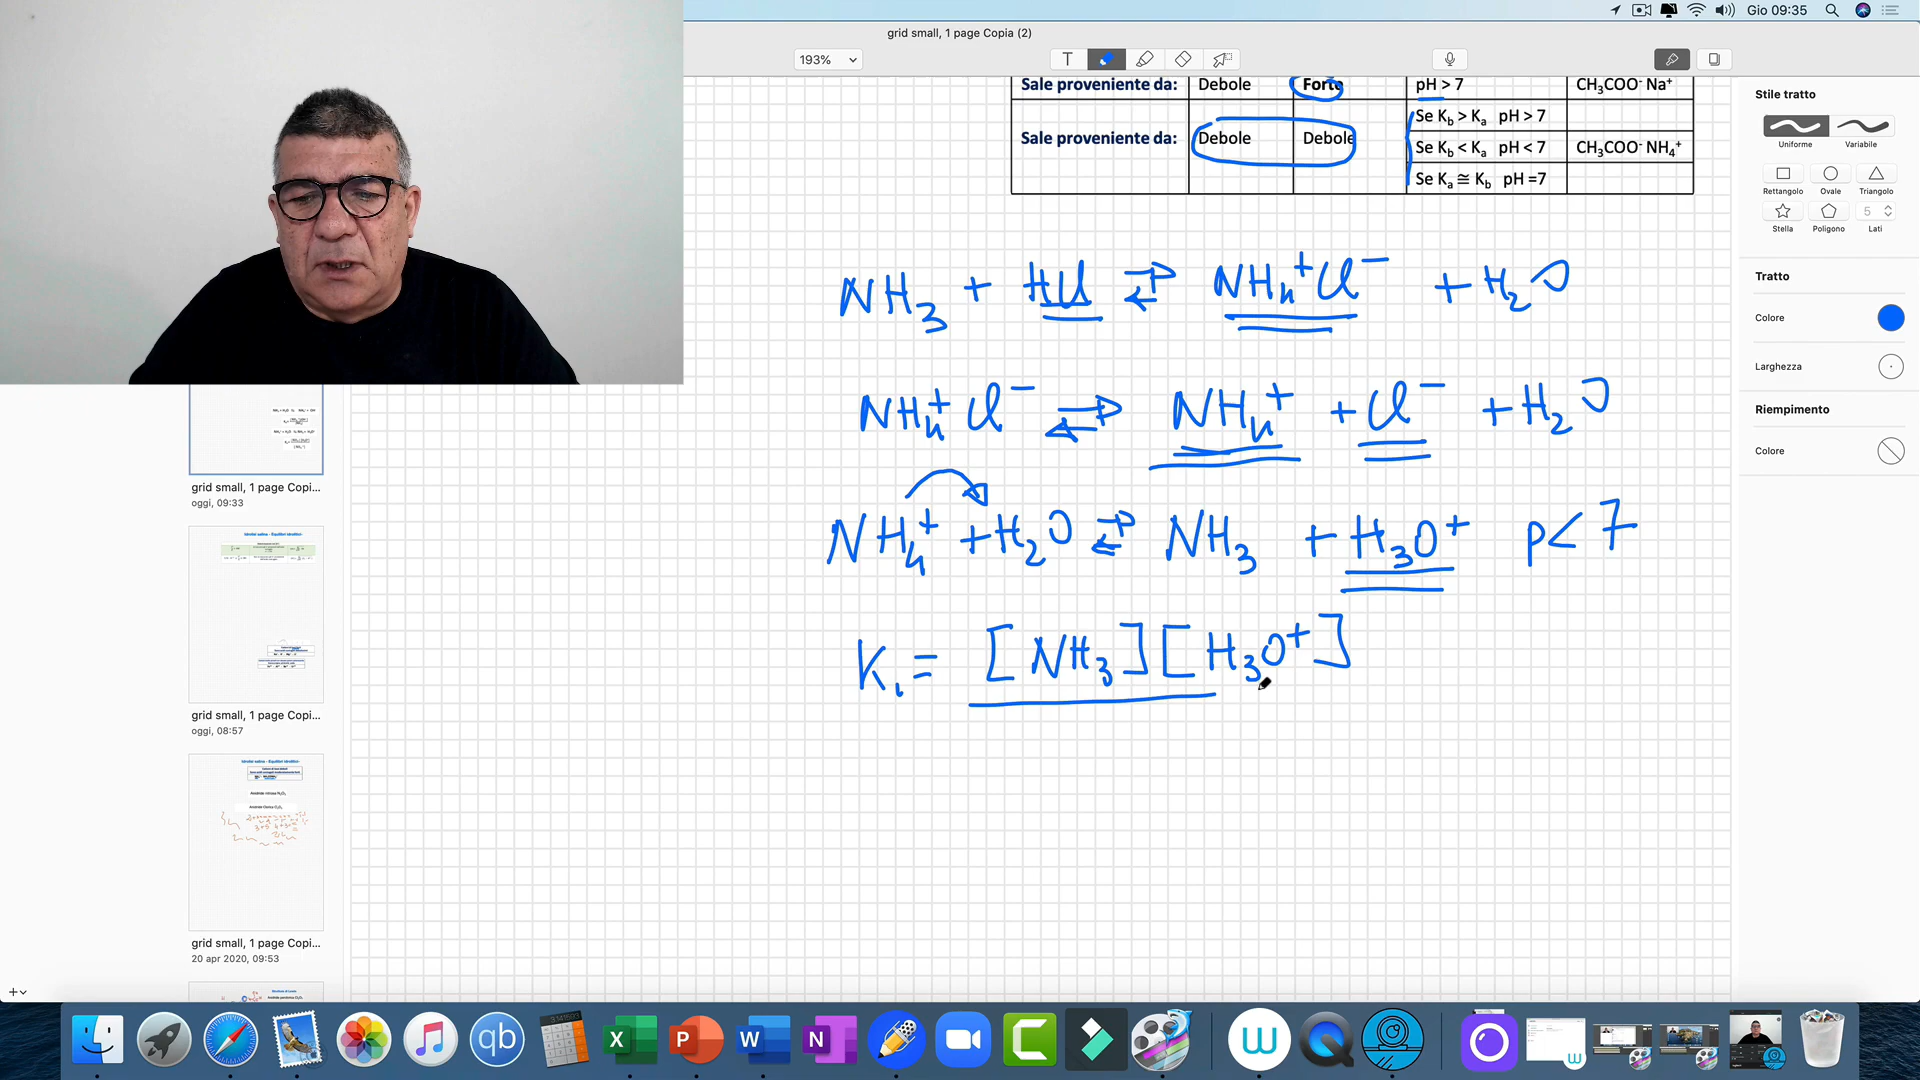 Gio 09:35
grid small, 1 page Copia (2)
193%
T
Stile tratto
Uniforme Variabile
Rettangolo Ovale Triangolo
5
Stella Poligono Lati
Tratto
Colore
Larghezza
Riempimento
Colore
Sale proveniente da: Debole Forte pH > 7 CH₃COO⁻ Na⁺
Sale proveniente da: Debole Debole
Se K_b > K_a pH > 7
Se K_b < K_a pH < 7 CH₃COO⁻ NH₄⁺
Se K_a ≅ K_b pH =7
NH₃ + HCl ⇄ NH₄⁺Cl⁻ + H₂O
NH₄⁺Cl⁻ ⇄ NH₄⁺ + Cl⁻ + H₂O
NH₄⁺ + H₂O ⇄ NH₃ + H₃O⁺ p< 7
K, = [NH₃][H₃O⁺]
grid small, 1 page Copi...
oggi, 09:33
grid small, 1 page Copi...
oggi, 08:57
Anidride nitrosa N₂O₃
grid small, 1 page Copi...
20 apr 2020, 09:53
qb
X
P
W
N
C
W